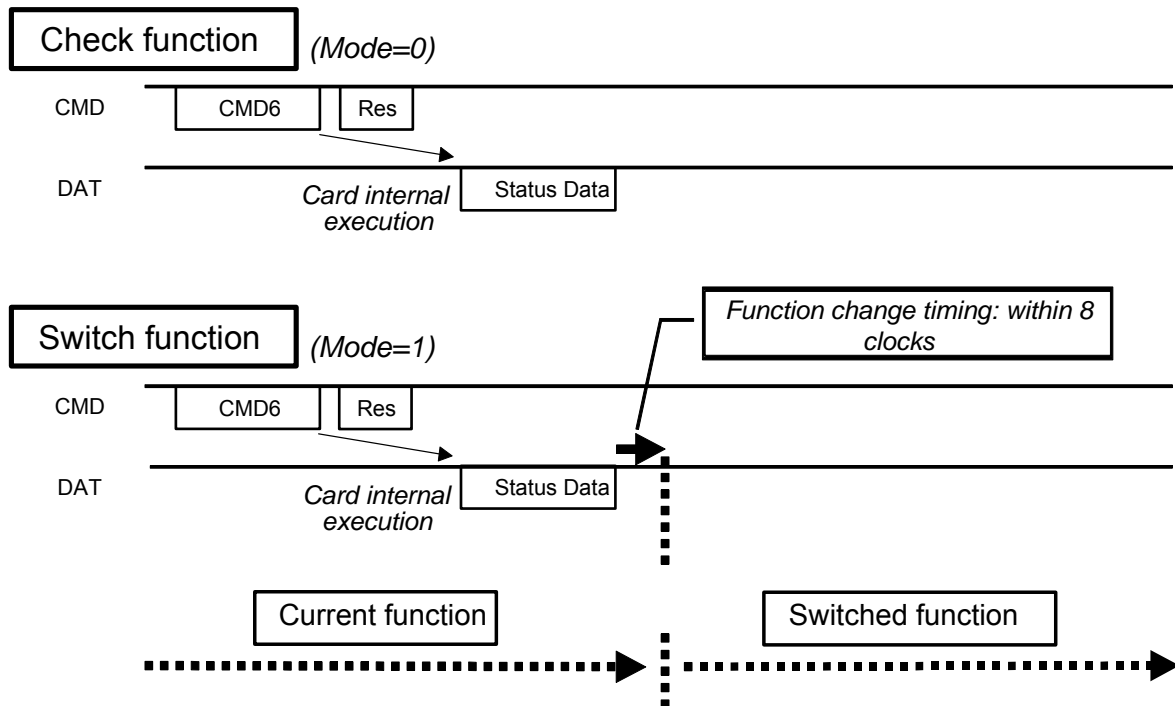 Check function
(Mode=0)
CMD
CMD6
Res
DAT
Card internal
execution
Status Data
Function change timing: within 8
clocks
Switch function
(Mode=1)
CMD
CMD6
Res
DAT
Card internal
execution
Status Data
Current function
Switched function